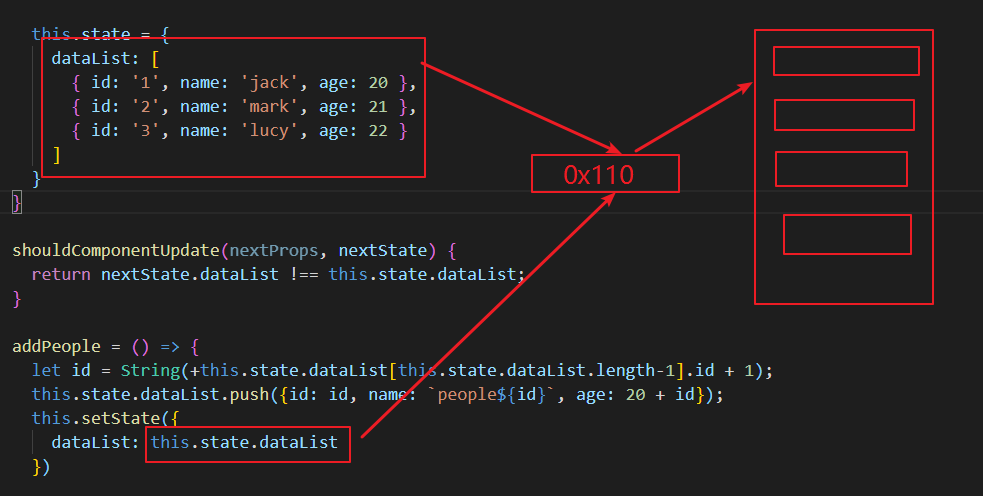 this.state = {
dataList: [
{ id: '1', name: 'jack', age: 20 },
{ id: '2', name: 'mark', age: 21 },
{ id: '3', name: 'lucy', age: 22 }
]
}
}
0x110
shouldComponentUpdate(nextProps, nextState) {
return nextState.dataList !== this.state.dataList;
}
addPeople = () => {
let id = String(+this.state.dataList[this.state.dataList.length-1].id + 1);
this.state.dataList.push({id: id, name: `people${id}`, age: 20 + id});
this.setState({
dataList: this.state.dataList
})